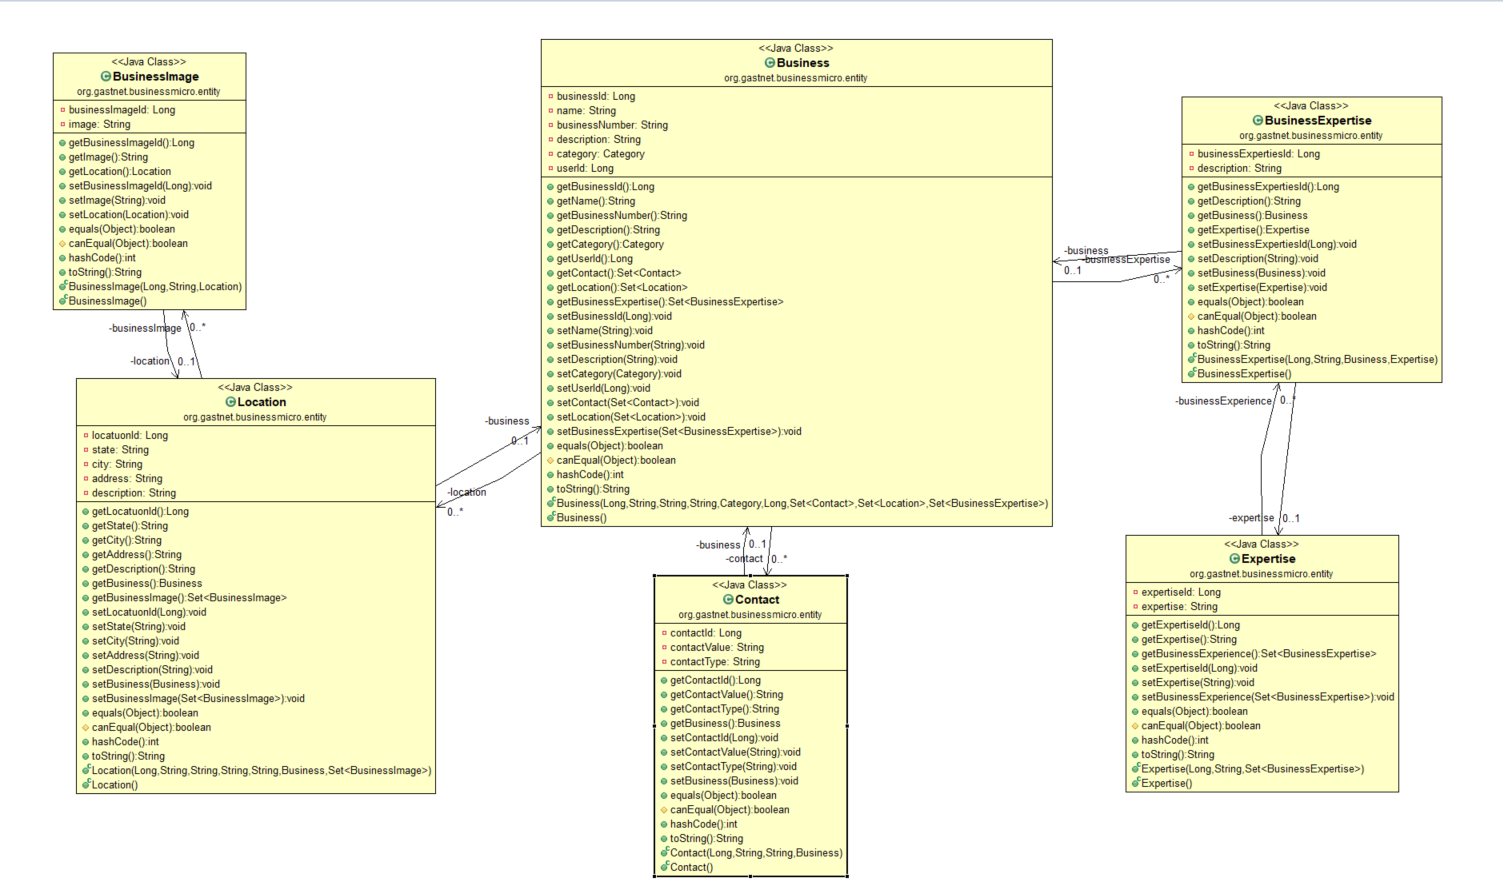 <<Java Class>>
BusinessImage
org.gastnet.businessmicro.entity
businessImageId: Long
image: String
getBusinessImageId():Long
getImage():String
getLocation():Location
setBusinessImageId(Long):void
setImage(String):void
setLocation(Location):void
equals(Object):boolean
canEqual(Object):boolean
hashCode():int
toString():String
BusinessImage(Long,String,Location)
BusinessImage()
-businessImage
0..*
-location
0..1
<<Java Class>>
Location
org.gastnet.businessmicro.entity
locatuonId: Long
state: String
city: String
address: String
description: String
getLocatuonId():Long
getState():String
getCity():String
getAddress():String
getDescription():String
getBusiness():Business
getBusinessImage():Set<BusinessImage>
setLocatuonId(Long):void
setState(String):void
setCity(String):void
setAddress(String):void
setDescription(String):void
setBusiness(Business):void
setBusinessImage(Set<BusinessImage>):void
equals(Object):boolean
canEqual(Object):boolean
hashCode():int
toString():String
Location(Long,String,String,String,String,Business,Set<BusinessImage>)
Location()
-business
0..1
-location
0..*
<<Java Class>>
Business
org.gastnet.businessmicro.entity
businessId: Long
name: String
businessNumber: String
description: String
category: Category
userId: Long
getBusinessId():Long
getName():String
getBusinessNumber():String
getDescription():String
getCategory():Category
getUserId():Long
getContact():Set<Contact>
getLocation():Set<Location>
getBusinessExpertise():Set<BusinessExpertise>
setBusinessId(Long):void
setName(String):void
setBusinessNumber(String):void
setDescription(String):void
setCategory(Category):void
setUserId(Long):void
setContact(Set<Contact>):void
setLocation(Set<Location>):void
setBusinessExpertise(Set<BusinessExpertise>):void
equals(Object):boolean
canEqual(Object):boolean
hashCode():int
toString():String
Business(Long,String,String,String,Category,Long,Set<Contact>,Set<Location>,Set<BusinessExpertise>)
Business()
-business
0..1
-contact
0..*
<<Java Class>>
Contact
org.gastnet.businessmicro.entity
contactId: Long
contactValue: String
contactType: String
getContactId():Long
getContactValue():String
getContactType():String
getBusiness():Business
setContactId(Long):void
setContactValue(String):void
setContactType(String):void
setBusiness(Business):void
equals(Object):boolean
canEqual(Object):boolean
hashCode():int
toString():String
Contact(Long,String,String,Business)
Contact()
-business
-businessExpertise
0..1
0..*
<<Java Class>>
BusinessExpertise
org.gastnet.businessmicro.entity
businessExpertiesId: Long
description: String
getBusinessExpertiesId():Long
getDescription():String
getBusiness():Business
getExpertise():Expertise
setBusinessExpertiesId(Long):void
setDescription(String):void
setBusiness(Business):void
setExpertise(Expertise):void
equals(Object):boolean
canEqual(Object):boolean
hashCode():int
toString():String
BusinessExpertise(Long,String,Business,Expertise)
BusinessExpertise()
-businessExperience
0..*
-expertise
0..1
<<Java Class>>
Expertise
org.gastnet.businessmicro.entity
expertiseId: Long
expertise: String
getExpertiseId():Long
getExpertise():String
getBusinessExperience():Set<BusinessExpertise>
setExpertiseId(Long):void
setExpertise(String):void
setBusinessExperience(Set<BusinessExpertise>):void
equals(Object):boolean
canEqual(Object):boolean
hashCode():int
toString():String
Expertise(Long,String,Set<BusinessExpertise>)
Expertise()